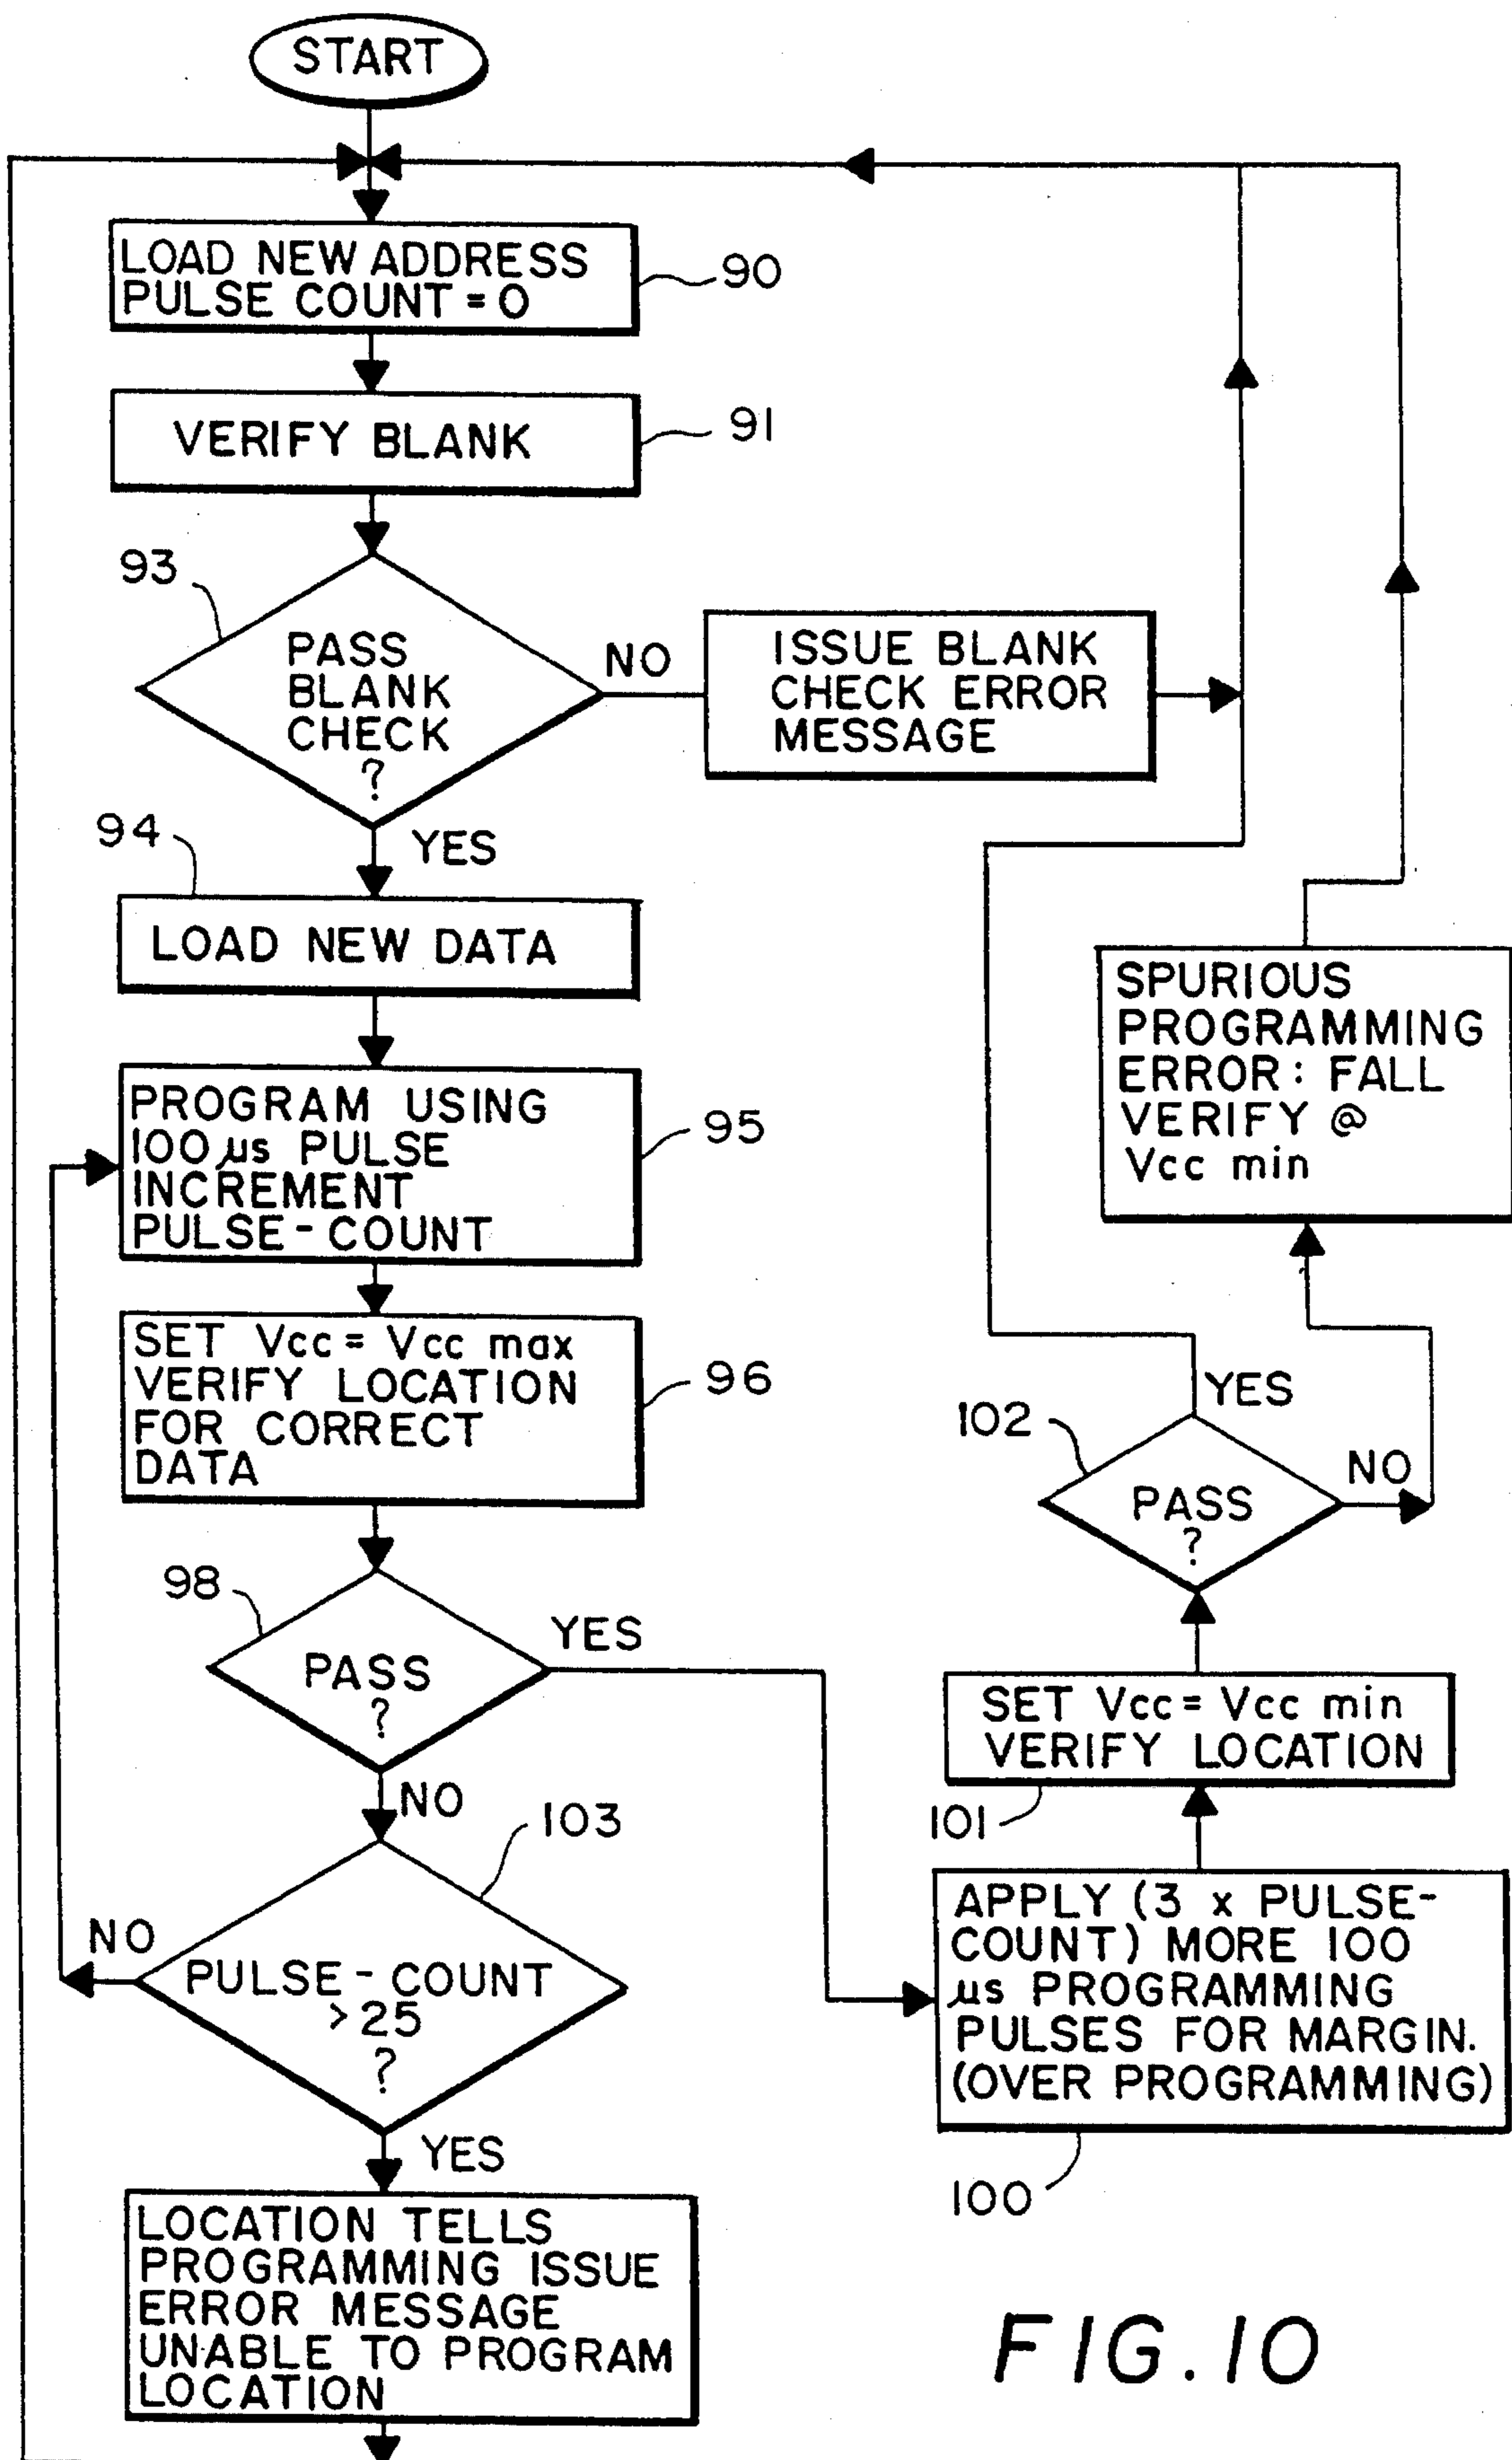 START
LOAD NEW ADDRESS
PULSE COUNT = 0
90
VERIFY BLANK
91
93
PASS
BLANK
CHECK
?
NO
ISSUE BLANK
CHECK ERROR
MESSAGE
YES
94
LOAD NEW DATA
PROGRAM USING
100 µs PULSE
INCREMENT
PULSE-COUNT
95
SET Vcc = Vcc max
VERIFY LOCATION
FOR CORRECT
DATA
96
98
PASS
?
YES
NO
103
PULSE-COUNT
>25
?
NO
YES
LOCATION TELLS
PROGRAMMING ISSUE
ERROR MESSAGE
UNABLE TO PROGRAM
LOCATION
SPURIOUS
PROGRAMMING
ERROR: FALL
VERIFY @
Vcc min
YES
102
PASS
?
NO
SET Vcc = Vcc min
VERIFY LOCATION
101
APPLY (3 x PULSE-
COUNT) MORE 100
µs PROGRAMMING
PULSES FOR MARGIN.
(OVER PROGRAMMING)
100
FIG. 10